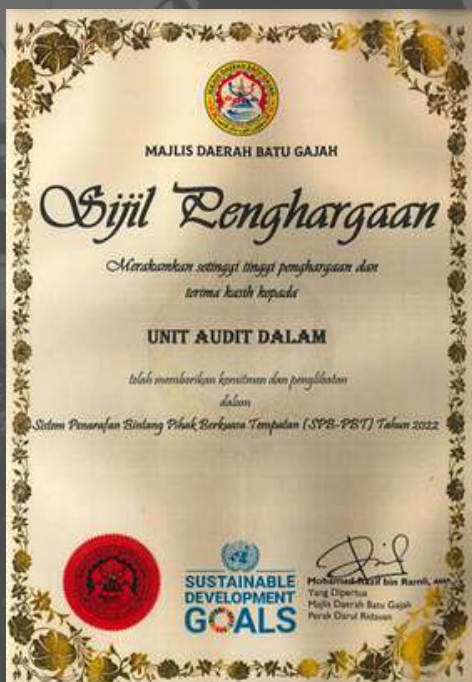 MAJLIS DAERAH BATU GAJAH
Sijil Penghargaan
Merakamkan setinggi tinggi penghargaan dan
terima kasih kepada
UNIT AUDIT DALAM
telah memberikan komitmen dan penglibatan
dalam
Sistem Penarafan Bintang Pihak Berkuasa Tempatan (SPB-PBT) Tahun 2022
SUSTAINABLE
DEVELOPMENT
GOALS
Mohamad Razif bin Ramli,
Yang Dipertua
Majlis Daerah Batu Gajah
Perak Darul Ridzuan